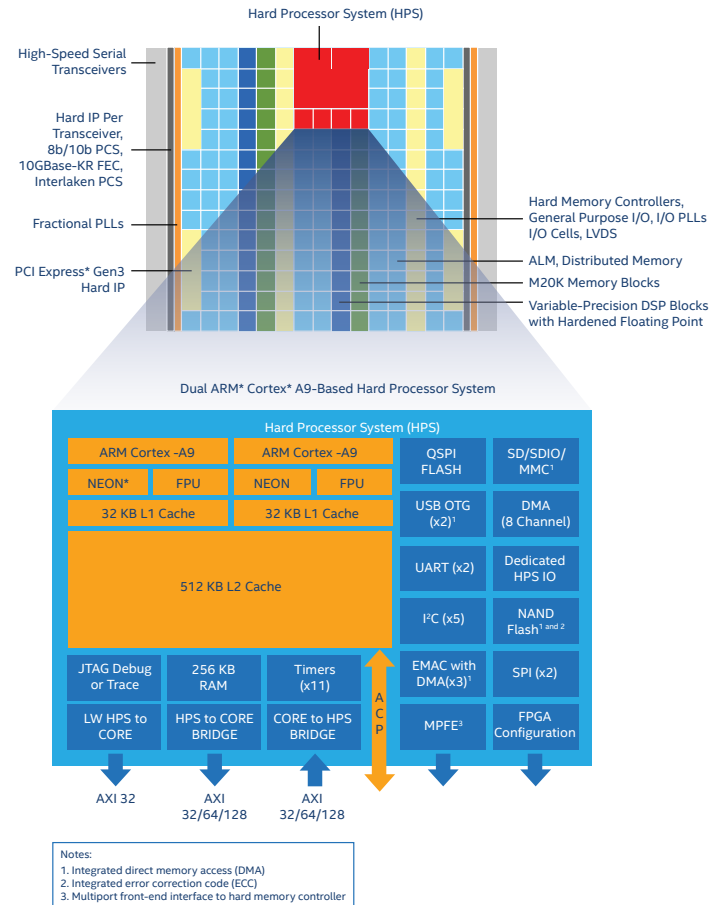 Hard Processor System (HPS)
High-Speed Serial
Transceivers
Hard IP Per
Transceiver,
8b/10b PCS,
10GBase-KR FEC,
Interlaken PCS
Fractional PLLs
PCI Express* Gen3
Hard IP
Hard Memory Controllers,
General Purpose I/O, I/O PLLs
I/O Cells, LVDS
ALM, Distributed Memory
M20K Memory Blocks
Variable-Precision DSP Blocks
with Hardened Floating Point
Dual ARM* Cortex* A9-Based Hard Processor System
Hard Processor System (HPS)
ARM Cortex -A9
ARM Cortex -A9
NEON*
FPU
NEON
FPU
32 KB L1 Cache
32 KB L1 Cache
512 KB L2 Cache
JTAG Debug
or Trace
256 KB
RAM
Timers
(x11)
LW HPS to
CORE
HPS to CORE
BRIDGE
CORE to HPS
BRIDGE
ACP
QSPI
FLASH
SD/SDIO/
MMC¹
USB OTG
(x2)¹
DMA
(8 Channel)
UART (x2)
Dedicated
HPS IO
I²C (x5)
NAND
Flash¹ ᵃⁿᵈ ²
EMAC with
DMA(x3)¹
SPI (x2)
MPFE³
FPGA
Configuration
AXI 32
AXI
32/64/128
AXI
32/64/128
Notes:
1. Integrated direct memory access (DMA)
2. Integrated error correction code (ECC)
3. Multiport front-end interface to hard memory controller